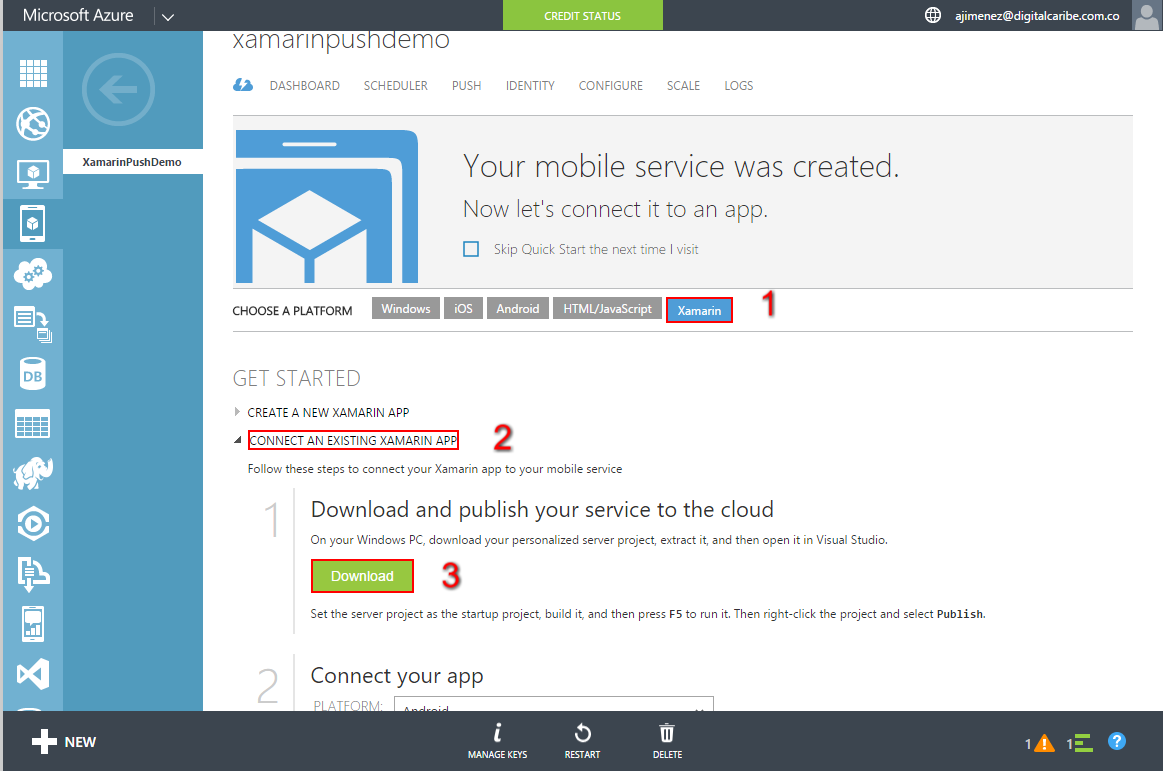 Microsoft Azure
CREDIT STATUS
ajimenez@digitalcaribe.com.co
xamarinpushdemo
DASHBOARD SCHEDULER PUSH IDENTITY CONFIGURE SCALE LOGS
XamarinPushDemo
Your mobile service was created.
Now let's connect it to an app.
Skip Quick Start the next time I visit
CHOOSE A PLATFORM Windows iOS Android HTML/JavaScript Xamarin 1
GET STARTED
CREATE A NEW XAMARIN APP
CONNECT AN EXISTING XAMARIN APP 2
Follow these steps to connect your Xamarin app to your mobile service
1 Download and publish your service to the cloud
On your Windows PC, download your personalized server project, extract it, and then open it in Visual Studio.
Download 3
Set the server project as the startup project, build it, and then press F5 to run it. Then right-click the project and select Publish.
2 Connect your app
PLATFORM: Android
DB
NEW
MANAGE KEYS RESTART DELETE
1 1 ?